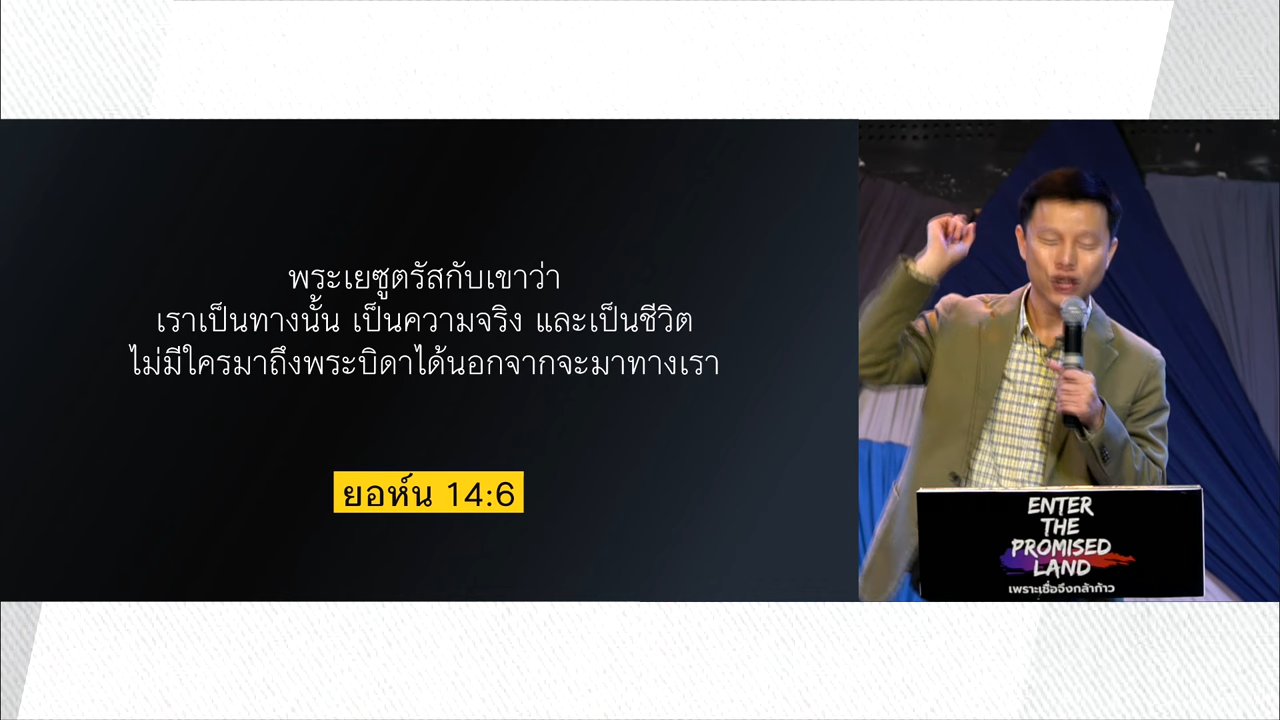 พระเยซูตรัสกับเขาว่า
เราเป็นทางนั้น เป็นความจริง และเป็นชีวิต
ไม่มีใครมาถึงพระบิดาได้นอกจากจะมาทางเรา
ยอห์น 14:6
ENTER
THE
PROMISED
LAND
เพราะเชื่อจึงกล้าก้าว